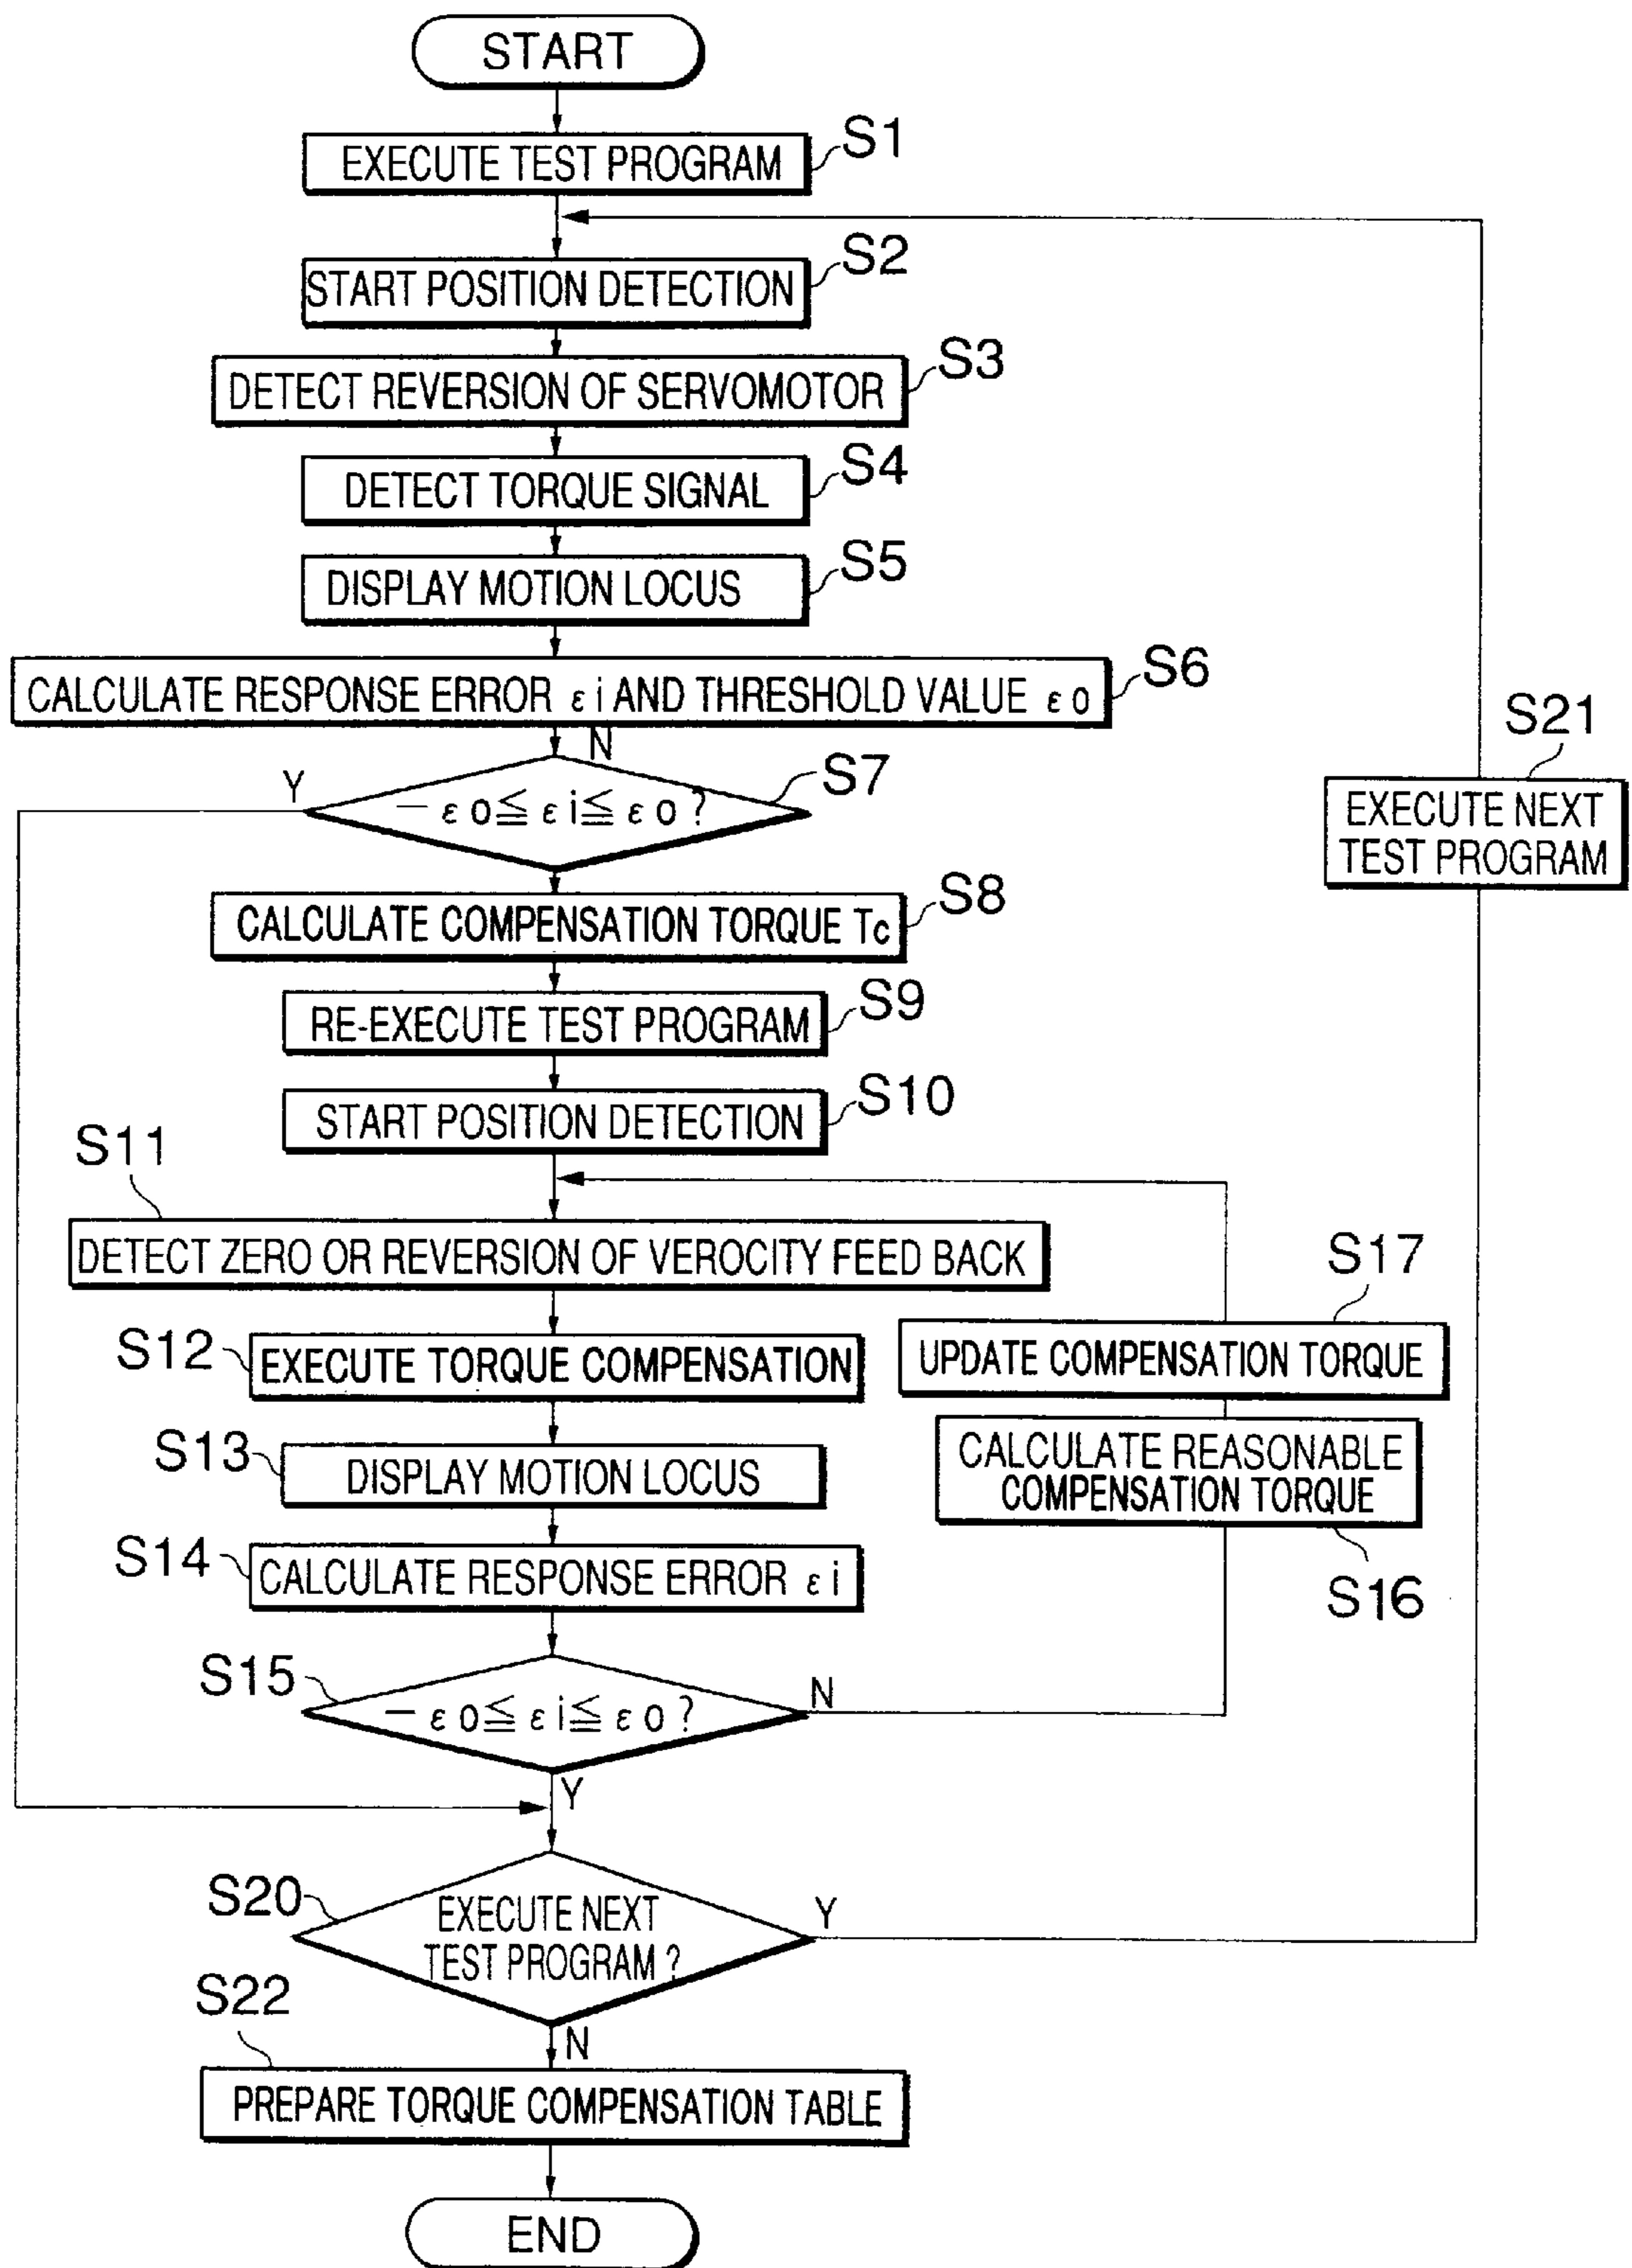 START
S1
EXECUTE TEST PROGRAM
S2
START POSITION DETECTION
S3
DETECT REVERSION OF SERVOMOTOR
S4
DETECT TORQUE SIGNAL
S5
DISPLAY MOTION LOCUS
S6
CALCULATE RESPONSE ERROR εi AND THRESHOLD VALUE εo
N
S7
Y
−εo≦εi≦εo?
S8
CALCULATE COMPENSATION TORQUE Tc
S9
RE-EXECUTE TEST PROGRAM
S10
START POSITION DETECTION
S11
DETECT ZERO OR REVERSION OF VEROCITY FEED BACK
S12
EXECUTE TORQUE COMPENSATION
S13
DISPLAY MOTION LOCUS
S14
CALCULATE RESPONSE ERROR εi
S15
−εo≦εi≦εo?
N
Y
S16
CALCULATE REASONABLE
COMPENSATION TORQUE
S17
UPDATE COMPENSATION TORQUE
S20
EXECUTE NEXT
TEST PROGRAM?
Y
N
S21
EXECUTE NEXT
TEST PROGRAM
S22
PREPARE TORQUE COMPENSATION TABLE
END